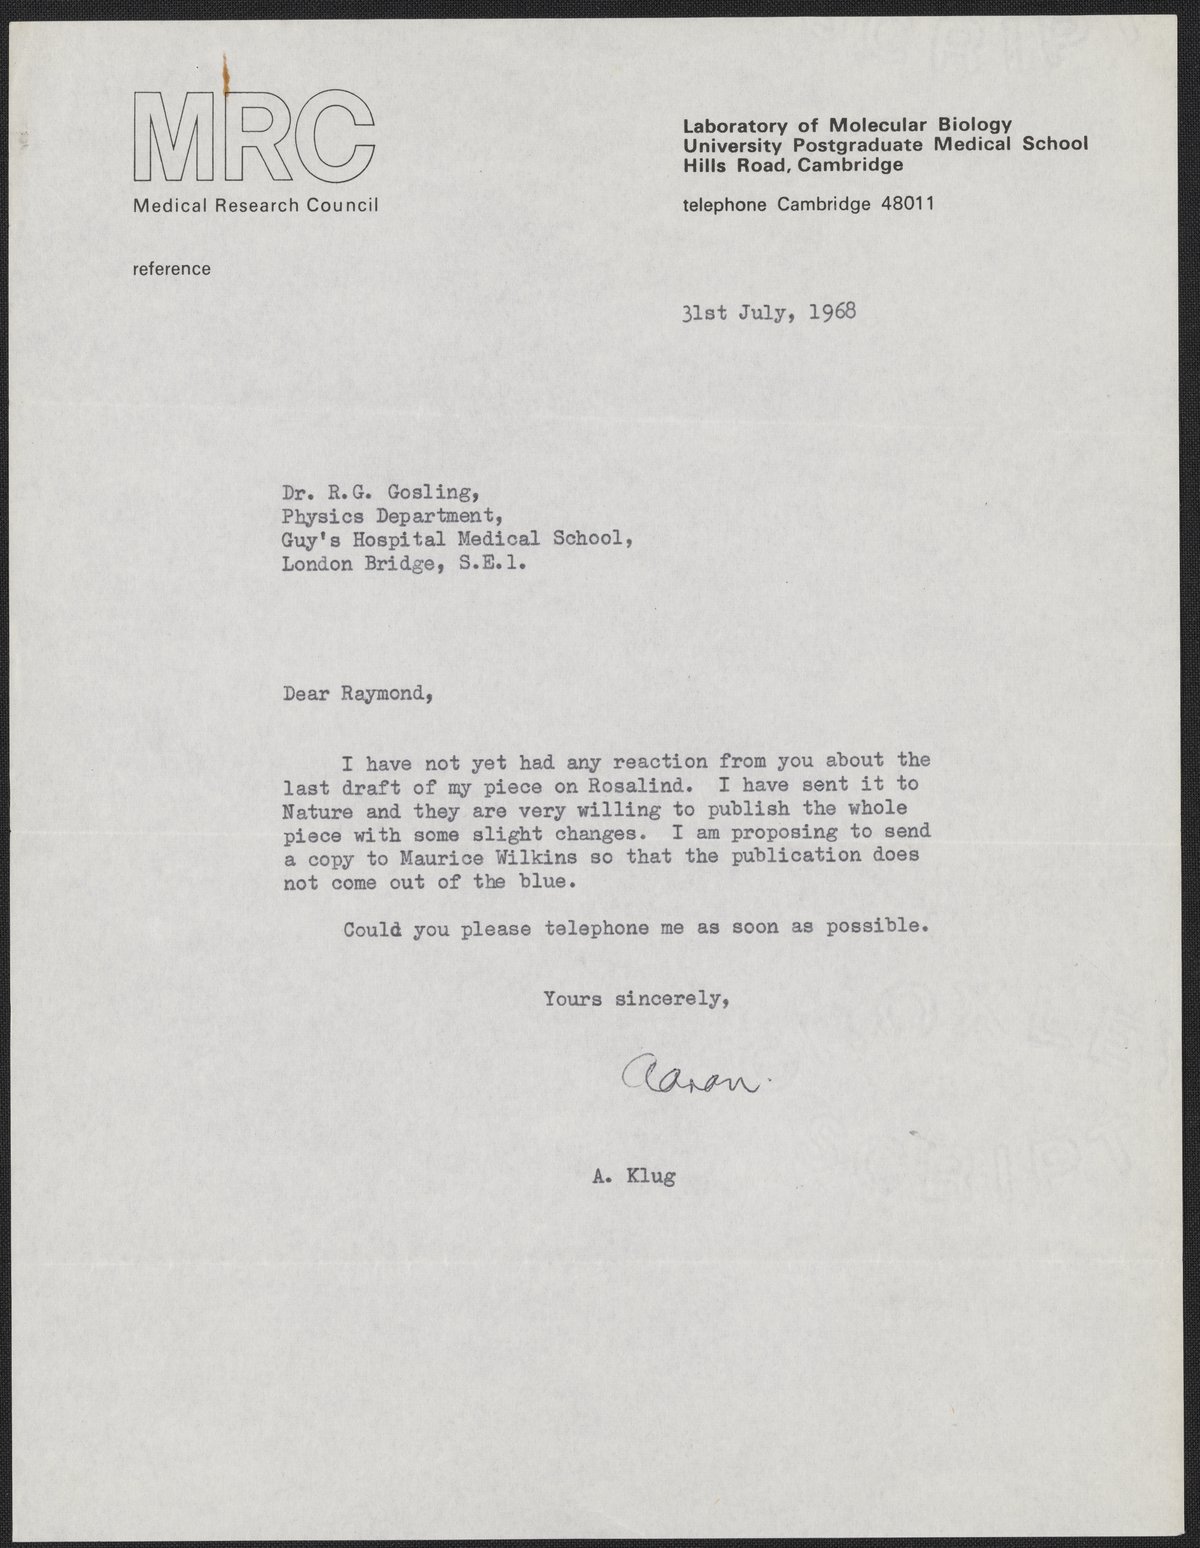 MRC
Medical Research Council
Laboratory of Molecular Biology
University Postgraduate Medical School
Hills Road, Cambridge
telephone Cambridge 48011
reference
31st July, 1968
Dr. R.G. Gosling,
Physics Department,
Guy's Hospital Medical School,
London Bridge, S.E.1.
Dear Raymond,
I have not yet had any reaction from you about the
last draft of my piece on Rosalind. I have sent it to
Nature and they are very willing to publish the whole
piece with some slight changes. I am proposing to send
a copy to Maurice Wilkins so that the publication does
not come out of the blue.
Could you please telephone me as soon as possible.
Yours sincerely,
Aaron.
A. Klug